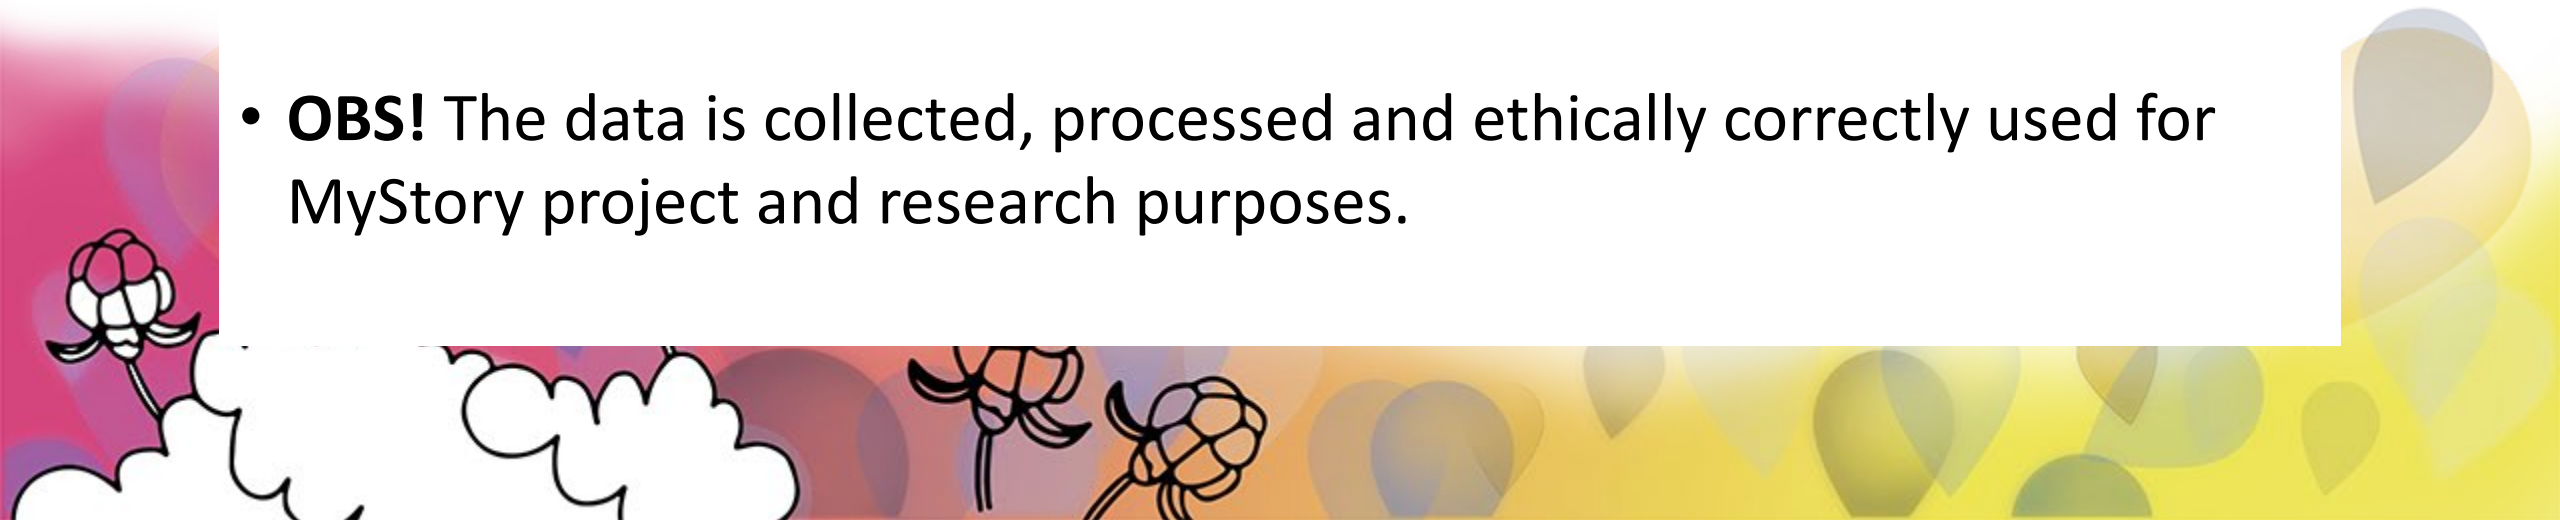 • OBS! The data is collected, processed and ethically correctly used for
MyStory project and research purposes.